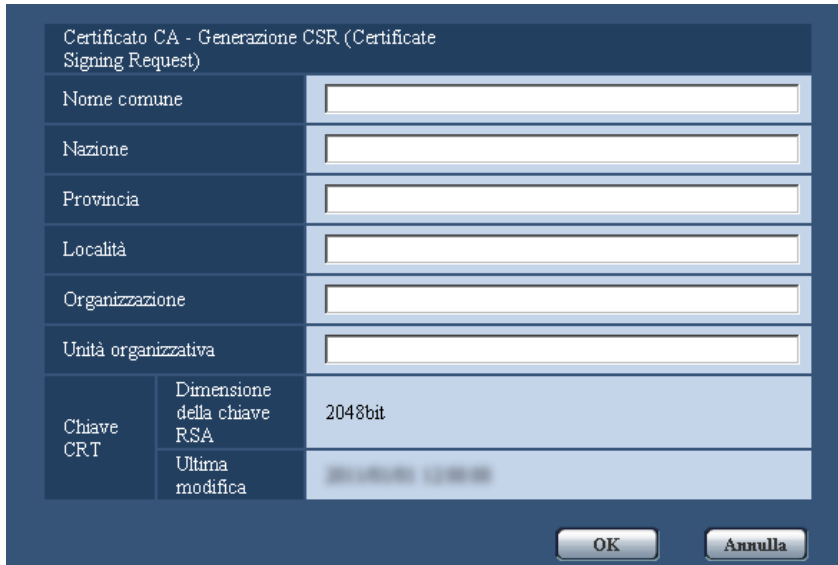 Certificato CA - Generazione CSR (Certificate
Signing Request)
Nome comune
Nazione
Provincia
Località
Organizzazione
Unità organizzativa
Chiave
CRT
Dimensione
della chiave
RSA
2048bit
Ultima
modifica
OK
Annulla